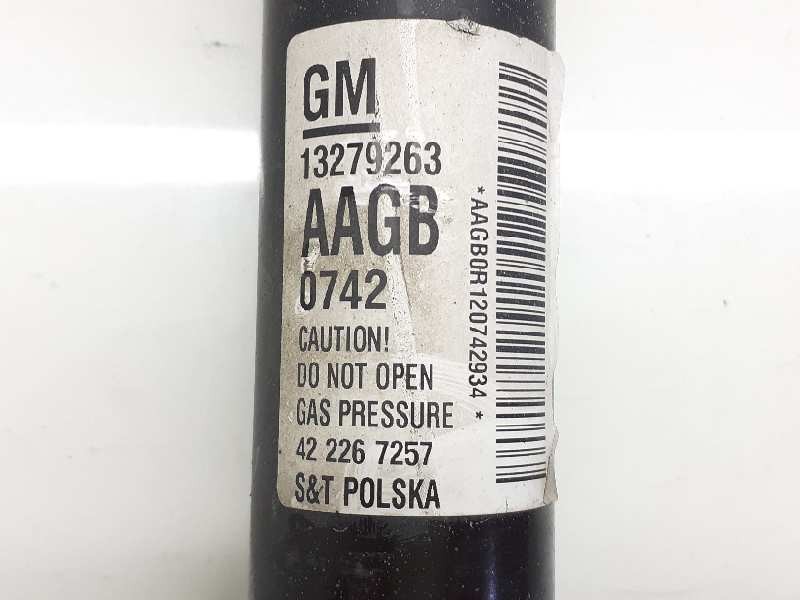 GM
13279263
AAGB
0742
CAUTION!
DO NOT OPEN
GAS PRESSURE
42 226 7257
S&T POLSKA
*AAGB0R120742934*